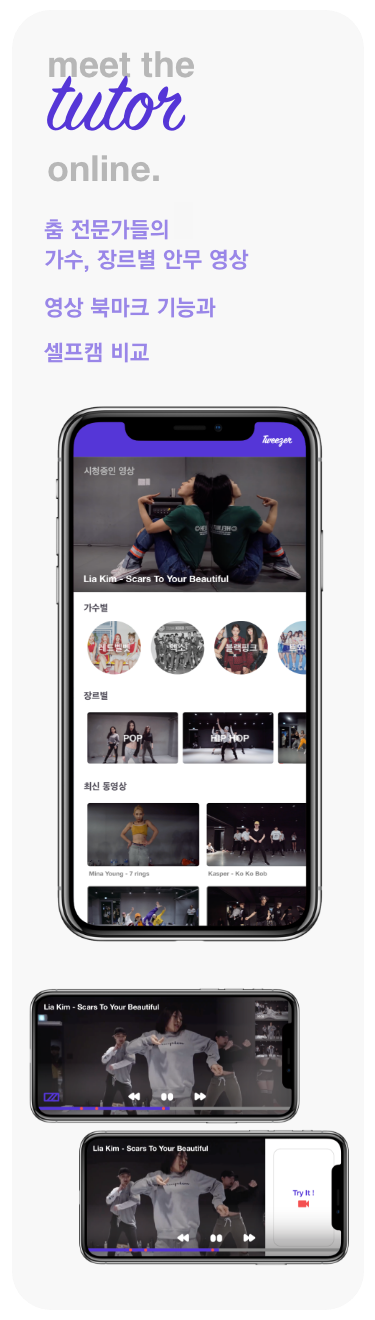 meet the
tutor
online.
춤 전문가들의
가수, 장르별 안무 영상
영상 북마크 기능과
셀프캠 비교
Tweezer
시청중인 영상
Lia Kim - Scars To Your Beautiful
가수별
레드벨벳
엑소
블랙핑크
장르별
POP
HIP HOP
최신 동영상
Mina Young - 7 rings
Kasper - Ko Ko Bob
Lia Kim - Scars To Your Beautiful
Lia Kim - Scars To Your Beautiful
Try It !